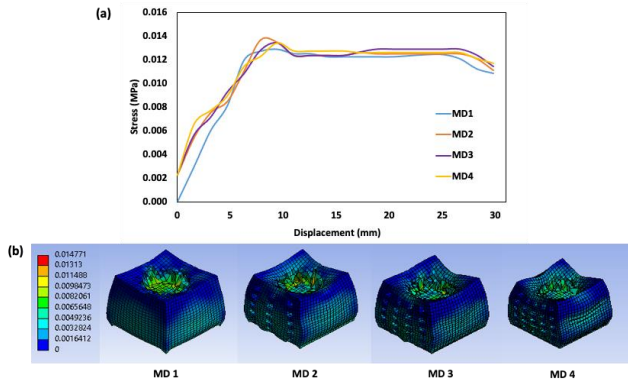 (a)
0.016
0.014
0.012
0.010
0.008
0.006
0.004
0.002
0.000
Stress (MPa)
MD1
MD2
MD3
MD4
0
5
10
15
20
25
30
Displacement (mm)
(b)
0.014771
0.01313
0.011488
0.0098473
0.0082061
0.0065648
0.0049236
0.0032824
0.0016412
0
MD 1
MD 2
MD 3
MD 4